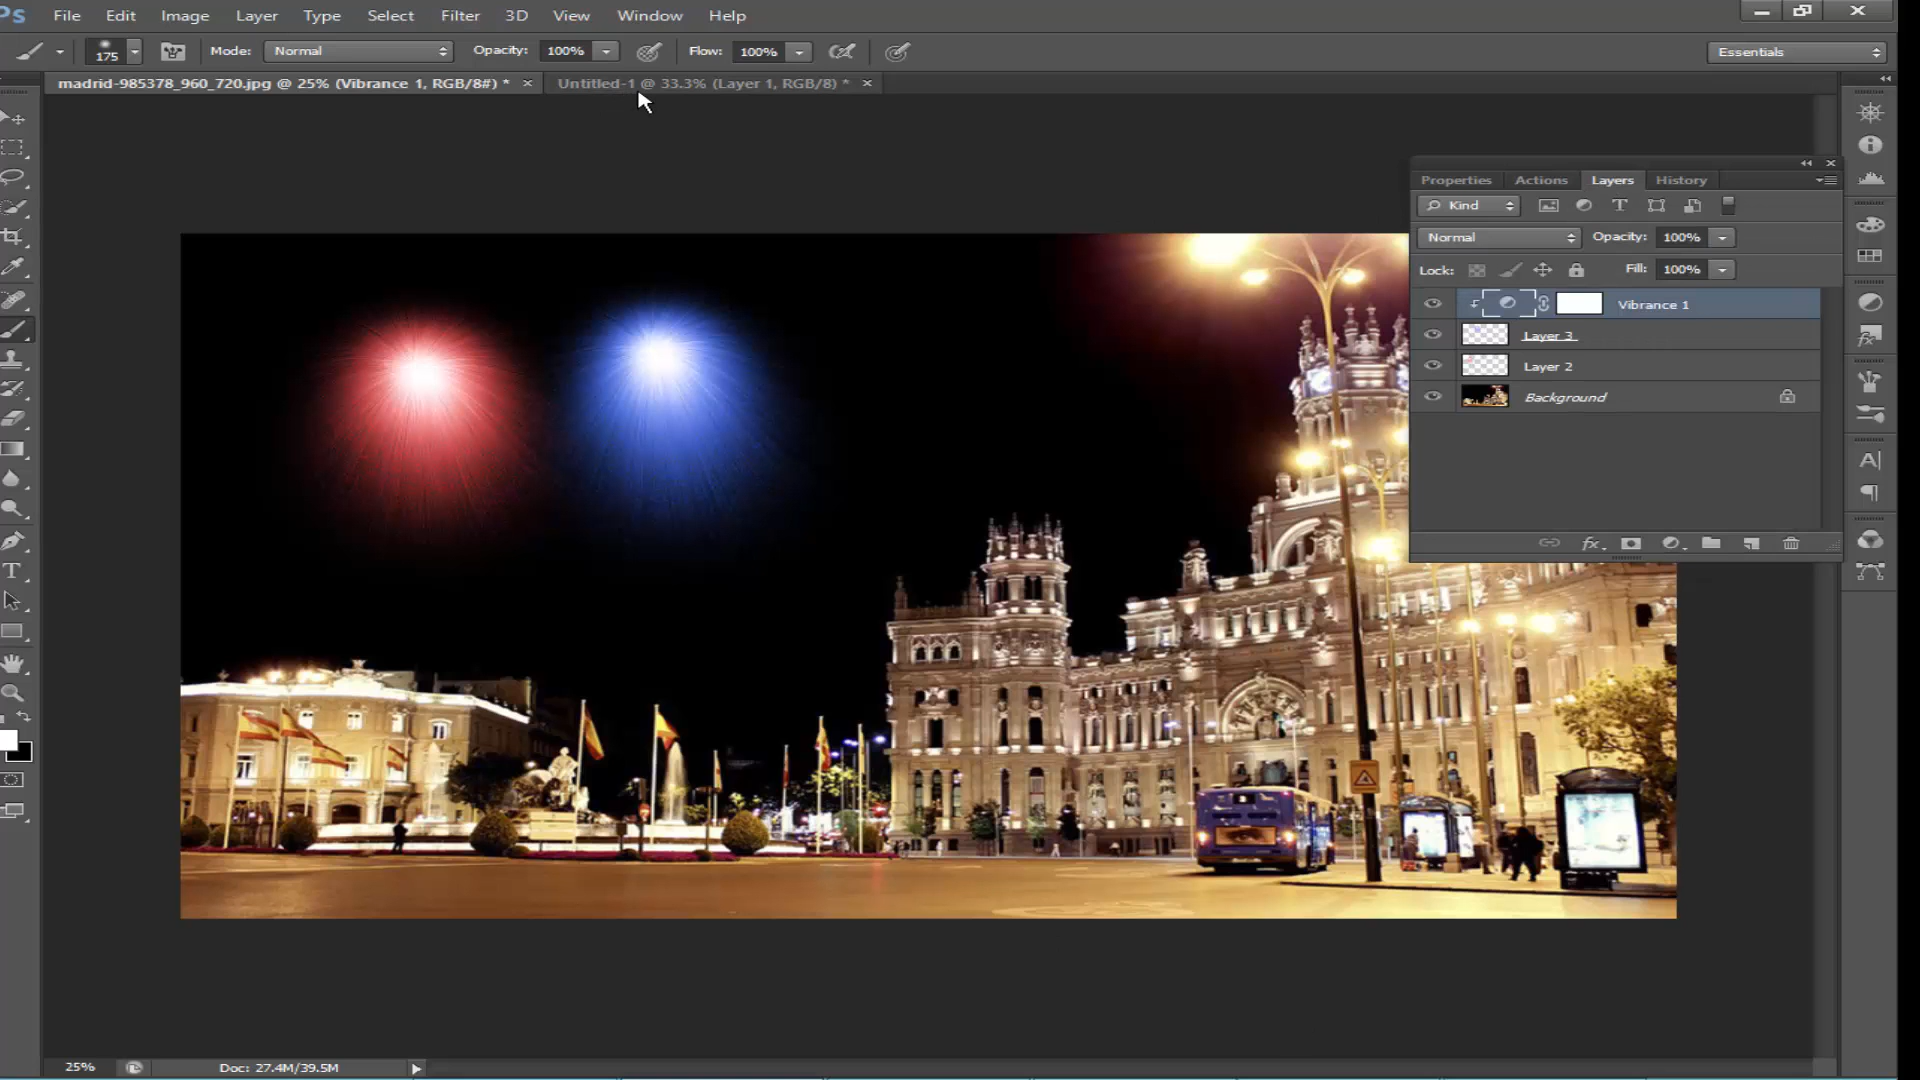 Ps File Edit Image Layer Type Select Filter 3D View Window Help
175 Mode: Normal Opacity: 100% Flow: 100% Essentials
madrid-985378_960_720.jpg @ 25% (Vibrance 1, RGB/8#) * × Untitled-1 @ 33.3% (Layer 1, RGB/8) * ×
Properties Actions Layers History
Kind
Normal Opacity: 100%
Lock: Fill: 100%
Vibrance 1
Layer 3
Layer 2
Background
25% Doc: 27.4M/39.5M